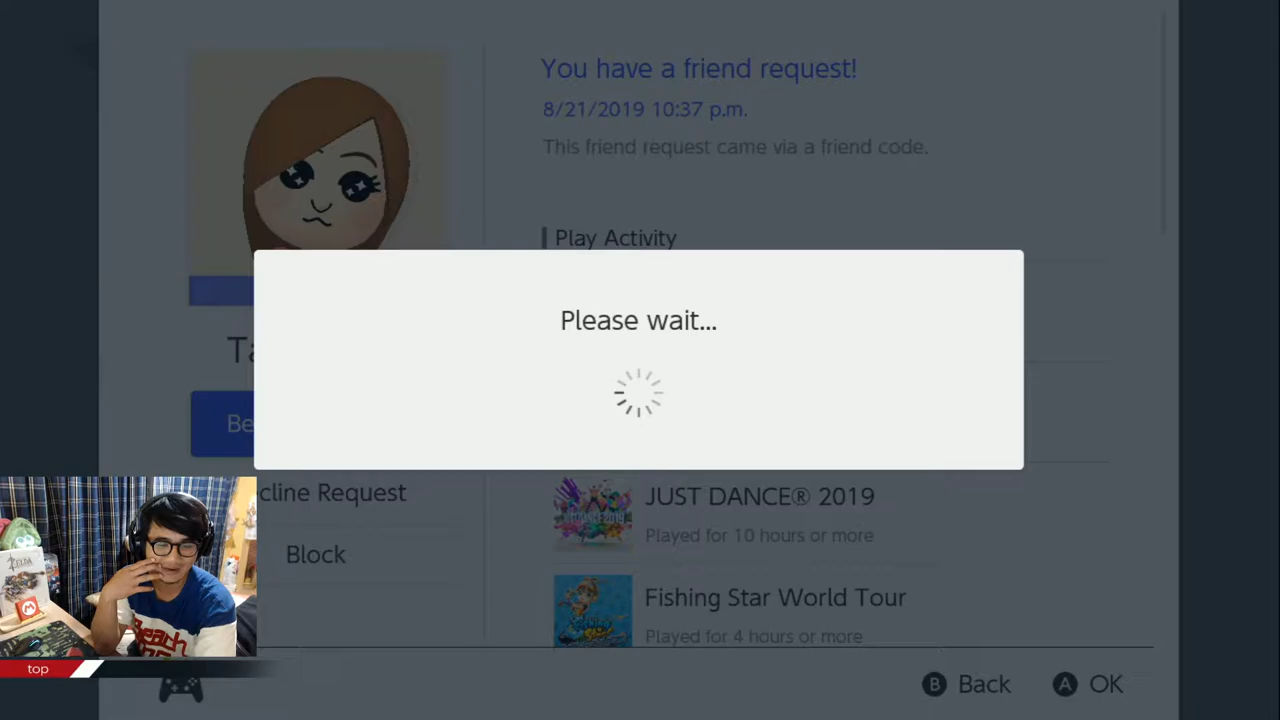 You have a friend request!
8/21/2019 10:37 p.m.
This friend request came via a friend code.
Play Activity
Please wait...
JUST DANCE® 2019
Played for 10 hours or more
Block
Fishing Star World Tour
Played for 4 hours or more
ZELDA
top
B Back
A OK